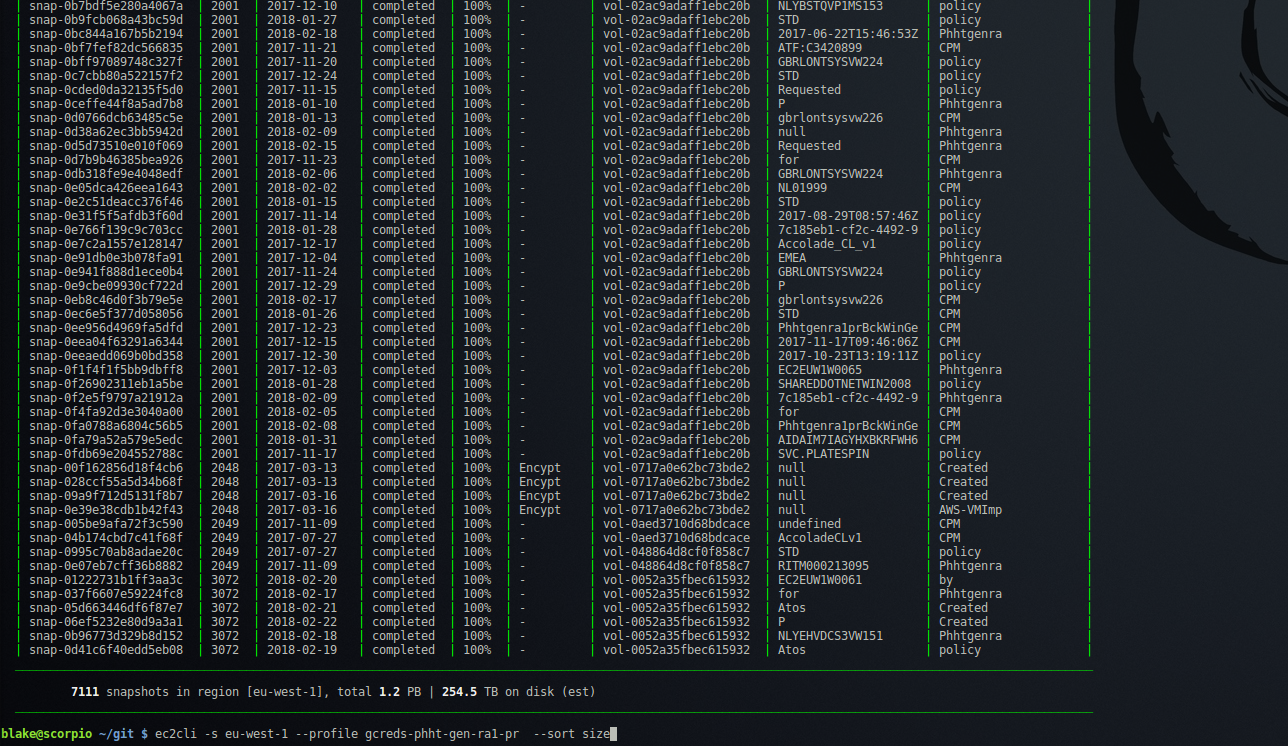 | snap-0b7bdf5e280a4067a | 2001 | 2017-12-10 | completed | 100% | - | vol-02ac9adaff1ebc20b | NLYBSTQVP1MS153 | policy |
| snap-0b9fcb068a43bc59d | 2001 | 2018-01-27 | completed | 100% | - | vol-02ac9adaff1ebc20b | STD | policy |
| snap-0bc844a167b5b2194 | 2001 | 2018-02-18 | completed | 100% | - | vol-02ac9adaff1ebc20b | 2017-06-22T15:46:53Z | Phhtgenra |
| snap-0bf7fef82dc566835 | 2001 | 2017-11-21 | completed | 100% | - | vol-02ac9adaff1ebc20b | ATF:C3420899 | CPM |
| snap-0bff97089748c327f | 2001 | 2017-11-20 | completed | 100% | - | vol-02ac9adaff1ebc20b | GBRLONTSYSVW224 | policy |
| snap-0c7cbb80a522157f2 | 2001 | 2017-12-24 | completed | 100% | - | vol-02ac9adaff1ebc20b | STD | policy |
| snap-0cded0da32135f5d0 | 2001 | 2017-11-15 | completed | 100% | - | vol-02ac9adaff1ebc20b | Requested | policy |
| snap-0ceffe44f8a5ad7b8 | 2001 | 2018-01-10 | completed | 100% | - | vol-02ac9adaff1ebc20b | P | Phhtgenra |
| snap-0d0766dcb63485c5e | 2001 | 2018-01-13 | completed | 100% | - | vol-02ac9adaff1ebc20b | gbrlontsysvw226 | CPM |
| snap-0d38a62ec3bb5942d | 2001 | 2018-02-09 | completed | 100% | - | vol-02ac9adaff1ebc20b | null | Phhtgenra |
| snap-0d5d73510e010f069 | 2001 | 2018-02-15 | completed | 100% | - | vol-02ac9adaff1ebc20b | Requested | Phhtgenra |
| snap-0d7b9b46385bea926 | 2001 | 2017-11-23 | completed | 100% | - | vol-02ac9adaff1ebc20b | for | CPM |
| snap-0db318fe9e4048edf | 2001 | 2018-02-06 | completed | 100% | - | vol-02ac9adaff1ebc20b | GBRLONTSYSVW224 | Phhtgenra |
| snap-0e05dca426eea1643 | 2001 | 2018-02-02 | completed | 100% | - | vol-02ac9adaff1ebc20b | NL01999 | CPM |
| snap-0e2c51deacc376f46 | 2001 | 2018-01-15 | completed | 100% | - | vol-02ac9adaff1ebc20b | STD | policy |
| snap-0e31f5f5afdb3f60d | 2001 | 2017-11-14 | completed | 100% | - | vol-02ac9adaff1ebc20b | 2017-08-29T08:57:46Z | policy |
| snap-0e766f139c9c703cc | 2001 | 2018-01-28 | completed | 100% | - | vol-02ac9adaff1ebc20b | 7c185eb1-cf2c-4492-9 | policy |
| snap-0e7c2a1557e128147 | 2001 | 2017-12-17 | completed | 100% | - | vol-02ac9adaff1ebc20b | Accolade_CL_v1 | policy |
| snap-0e91db0e3b078fa91 | 2001 | 2017-12-04 | completed | 100% | - | vol-02ac9adaff1ebc20b | EMEA | Phhtgenra |
| snap-0e941f888d1ece0b4 | 2001 | 2017-11-24 | completed | 100% | - | vol-02ac9adaff1ebc20b | GBRLONTSYSVW224 | policy |
| snap-0e9cbe09930cf722d | 2001 | 2017-12-29 | completed | 100% | - | vol-02ac9adaff1ebc20b | P | policy |
| snap-0eb8c46d0f3b79e5e | 2001 | 2018-02-17 | completed | 100% | - | vol-02ac9adaff1ebc20b | gbrlontsysvw226 | CPM |
| snap-0ec6e5f377d058056 | 2001 | 2018-01-26 | completed | 100% | - | vol-02ac9adaff1ebc20b | STD | CPM |
| snap-0ee956d4969fa5dfd | 2001 | 2017-12-23 | completed | 100% | - | vol-02ac9adaff1ebc20b | Phhtgenra1prBckWinGe | CPM |
| snap-0eea04f63291a6344 | 2001 | 2017-12-15 | completed | 100% | - | vol-02ac9adaff1ebc20b | 2017-11-17T09:46:06Z | CPM |
| snap-0eeaedd069b0bd358 | 2001 | 2017-12-30 | completed | 100% | - | vol-02ac9adaff1ebc20b | 2017-10-23T13:19:11Z | policy |
| snap-0f1f4f1f5bb9dbff8 | 2001 | 2017-12-03 | completed | 100% | - | vol-02ac9adaff1ebc20b | EC2EUW1W0065 | Phhtgenra |
| snap-0f26902311eb1a5be | 2001 | 2018-01-28 | completed | 100% | - | vol-02ac9adaff1ebc20b | SHAREDDOTNETWIN2008 | policy |
| snap-0f2e5f9797a21912a | 2001 | 2018-02-09 | completed | 100% | - | vol-02ac9adaff1ebc20b | 7c185eb1-cf2c-4492-9 | Phhtgenra |
| snap-0f4fa92d3e3040a00 | 2001 | 2018-02-05 | completed | 100% | - | vol-02ac9adaff1ebc20b | for | CPM |
| snap-0fa0788a6804c56b5 | 2001 | 2018-02-08 | completed | 100% | - | vol-02ac9adaff1ebc20b | Phhtgenra1prBckWinGe | CPM |
| snap-0fa79a52a579e5edc | 2001 | 2018-01-31 | completed | 100% | - | vol-02ac9adaff1ebc20b | AIDAIM7IAGYHXBKRFWH6 | CPM |
| snap-0fdb69e204552788c | 2001 | 2017-11-17 | completed | 100% | - | vol-02ac9adaff1ebc20b | SVC.PLATESPIN | policy |
| snap-00f162856d18f4cb6 | 2048 | 2017-03-13 | completed | 100% | Encypt | vol-0717a0e62bc73bde2 | null | Created |
| snap-028ccf55a5d34b68f | 2048 | 2017-03-13 | completed | 100% | Encypt | vol-0717a0e62bc73bde2 | null | Created |
| snap-09a9f712d5131f8b7 | 2048 | 2017-03-16 | completed | 100% | Encypt | vol-0717a0e62bc73bde2 | null | Created |
| snap-0e39e38cdb1b42f43 | 2048 | 2017-03-16 | completed | 100% | Encypt | vol-0717a0e62bc73bde2 | null | AWS-VMImp |
| snap-005be9afa72f3c590 | 2049 | 2017-11-09 | completed | 100% | - | vol-0aed3710d68bdcace | undefined | CPM |
| snap-04b174cbd7c41f68f | 2049 | 2017-07-27 | completed | 100% | - | vol-0aed3710d68bdcace | AccoladeCLv1 | CPM |
| snap-0995c70ab8adae20c | 2049 | 2017-07-27 | completed | 100% | - | vol-048864d8cf0f858c7 | STD | policy |
| snap-0e07eb7cff36b8882 | 2049 | 2017-11-09 | completed | 100% | - | vol-048864d8cf0f858c7 | RITM000213095 | Phhtgenra |
| snap-01222731b1ff3aa3c | 3072 | 2018-02-20 | completed | 100% | - | vol-0052a35fbec615932 | EC2EUW1W0061 | by |
| snap-037f6607e59224fc8 | 3072 | 2018-02-17 | completed | 100% | - | vol-0052a35fbec615932 | for | Phhtgenra |
| snap-05d663446df6f87e7 | 3072 | 2018-02-21 | completed | 100% | - | vol-0052a35fbec615932 | Atos | Created |
| snap-06ef5232e80d9a3a1 | 3072 | 2018-02-22 | completed | 100% | - | vol-0052a35fbec615932 | P | Created |
| snap-0b96773d329b8d152 | 3072 | 2018-02-18 | completed | 100% | - | vol-0052a35fbec615932 | NLYEHVDCS3VW151 | Phhtgenra |
| snap-0d41c6f40edd5eb08 | 3072 | 2018-02-19 | completed | 100% | - | vol-0052a35fbec615932 | Atos | policy |
7111 snapshots in region [eu-west-1], total 1.2 PB | 254.5 TB on disk (est)
blake@scorpio ~/git $ ec2cli -s eu-west-1 --profile gcreds-phht-gen-ra1-pr  --sort size